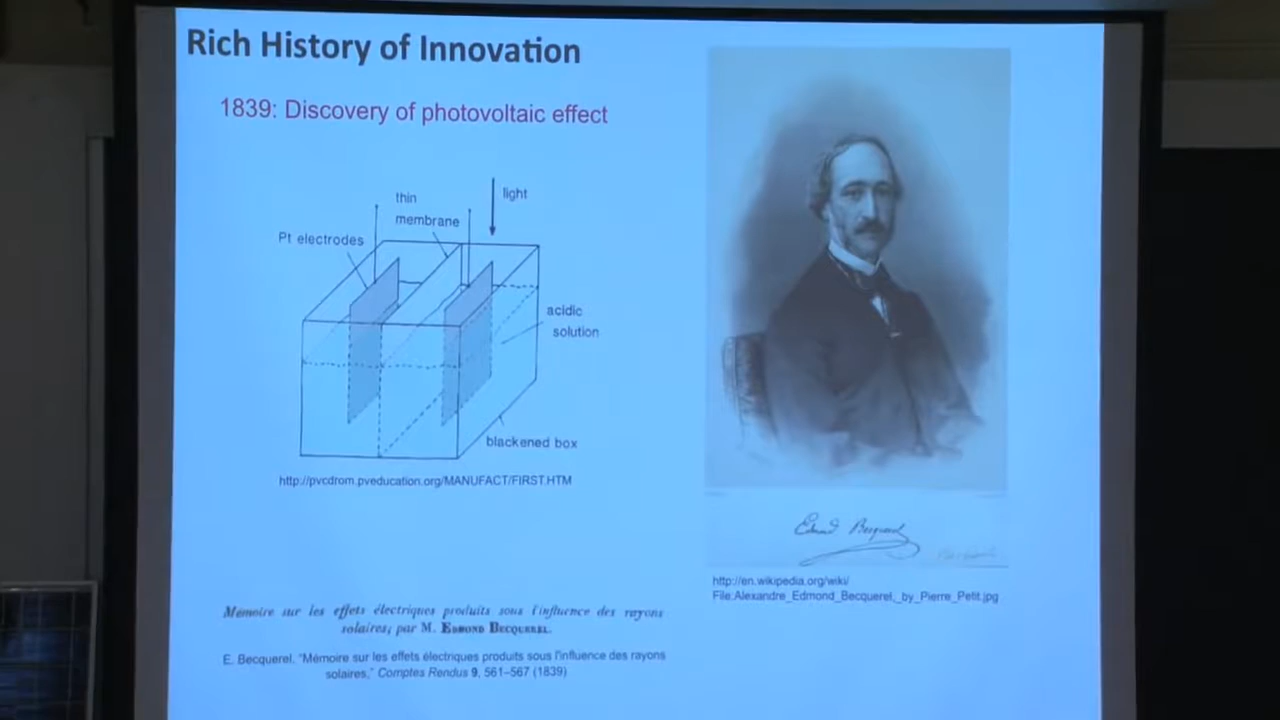 Rich History of Innovation
1839: Discovery of photovoltaic effect
thin
membrane
light
Pt electrodes
acidic
solution
blackened box
http://pvcdrom.pveducation.org/MANUFACT/FIRST.HTM
Edmond Becquerel
http://en.wikipedia.org/wiki/
File:Alexandre_Edmond_Becquerel,_by_Pierre_Petit.jpg
Mémoire sur les effets électriques produits sous l'influence des rayons
solaires; par M. EDMOND BECQUEREL.
E. Becquerel, "Mémoire sur les effets électriques produits sous l'influence des rayons
solaires," Comptes Rendus 9, 561–567 (1839)